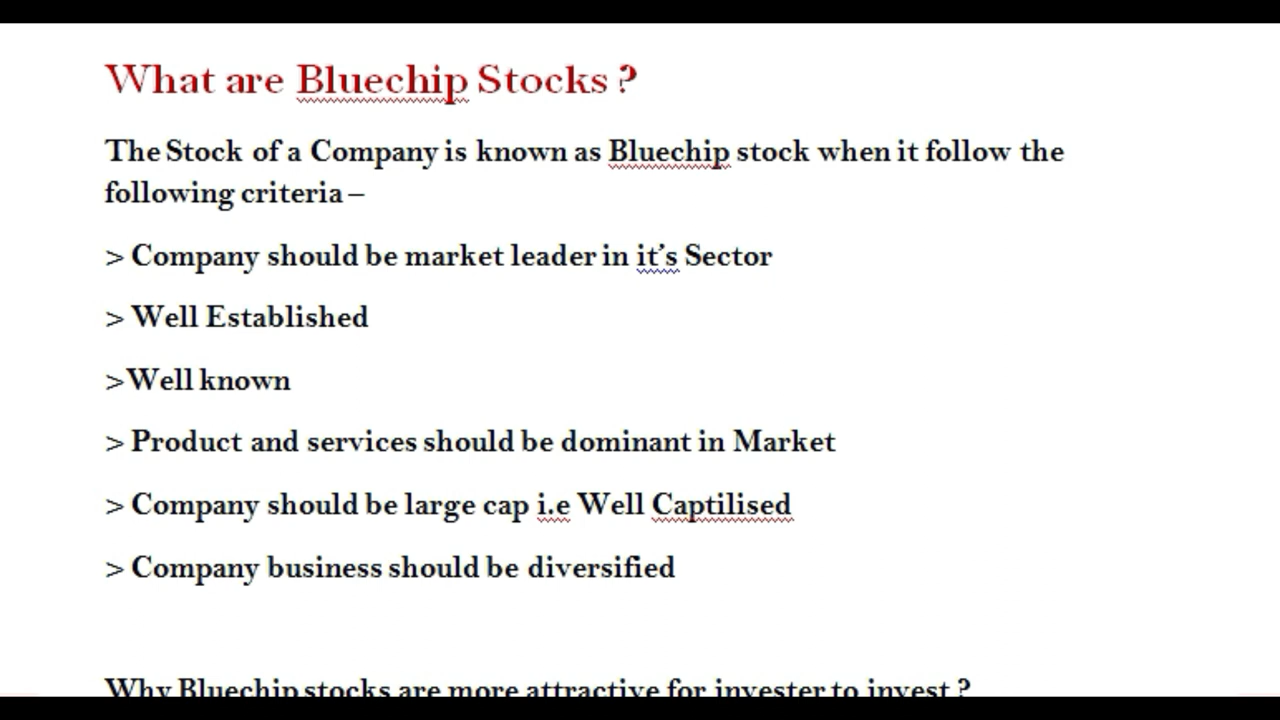 What are Bluechip Stocks ?
The Stock of a Company is known as Bluechip stock when it follow the
following criteria –
> Company should be market leader in it's Sector
> Well Established
>Well known
> Product and services should be dominant in Market
> Company should be large cap i.e Well Captilised
> Company business should be diversified
Why Bluechip stocks are more attractive for invester to invest ?